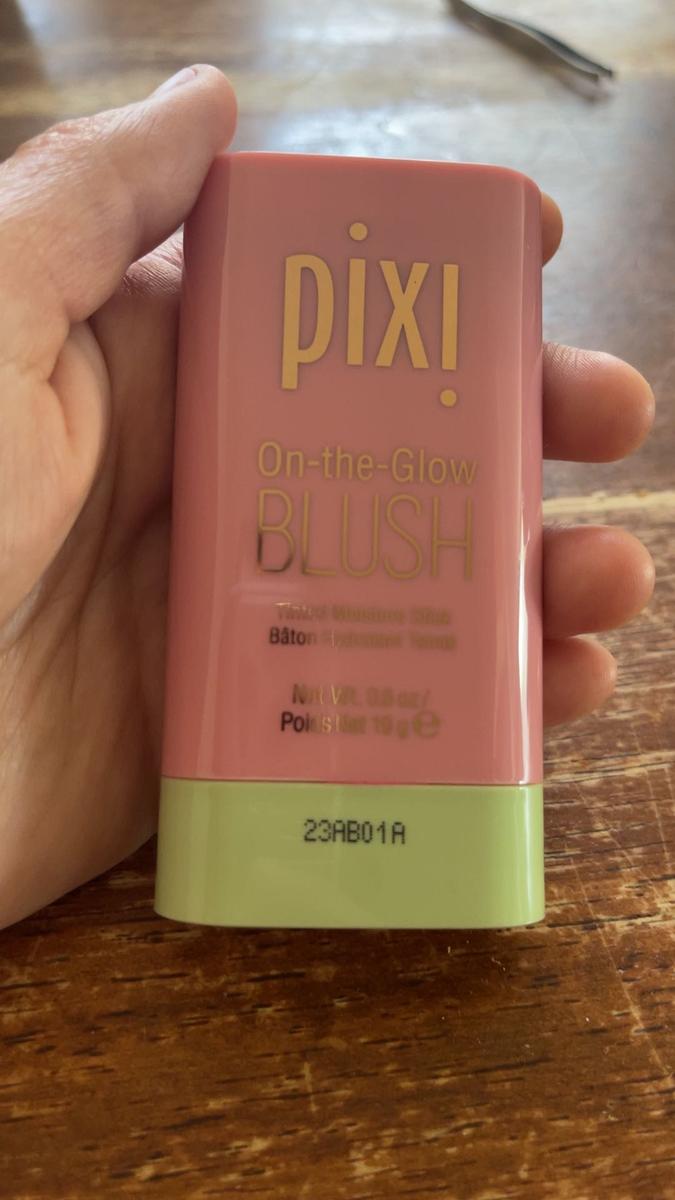 pixi
On-the-Glow
BLUSH
Tinted Moisture Stick
Bâton Hydratant Teinté
Net Wt. 0.6 oz/
Poids Net 19 g ℮
23AB01A